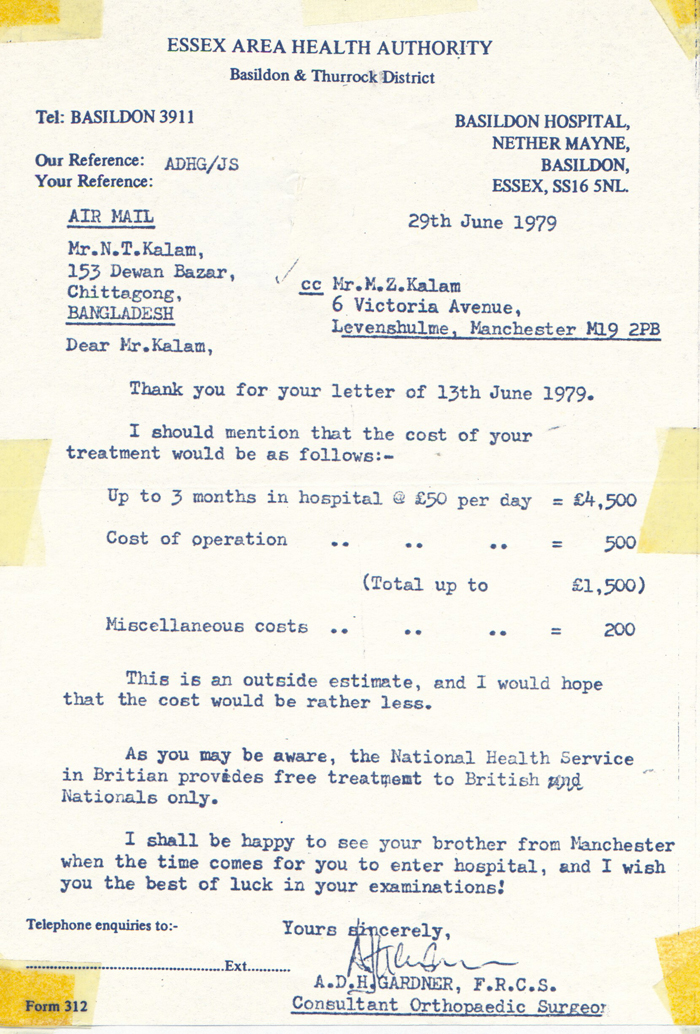 ESSEX AREA HEALTH AUTHORITY
Basildon & Thurrock District
Tel: BASILDON 3911
BASILDON HOSPITAL,
NETHER MAYNE,
BASILDON,
ESSEX, SS16 5NL.
Our Reference: ADHG/JS
Your Reference:
AIR MAIL
29th June 1979
Mr.N.T.Kalam,
153 Dewan Bazar,
Chittagong,
BANGLADESH
cc Mr.M.Z.Kalam
6 Victoria Avenue,
Levenshulme, Manchester M19 2PB
Dear Mr.Kalam,
Thank you for your letter of 13th June 1979.
I should mention that the cost of your
treatment would be as follows:-
Up to 3 months in hospital @ £50 per day = £4,500
Cost of operation .. .. .. = 500
(Total up to £1,500)
Miscellaneous costs .. .. .. = 200
This is an outside estimate, and I would hope
that the cost would be rather less.
As you may be aware, the National Health Service
in Britian provides free treatment to British
Nationals only.
I shall be happy to see your brother from Manchester
when the time comes for you to enter hospital, and I wish
you the best of luck in your examinations!
Telephone enquiries to:-
Yours sincerely,
..........Ext..........
A.D.H.GARDNER, F.R.C.S.
Consultant Orthopaedic Surgeon
Form 312